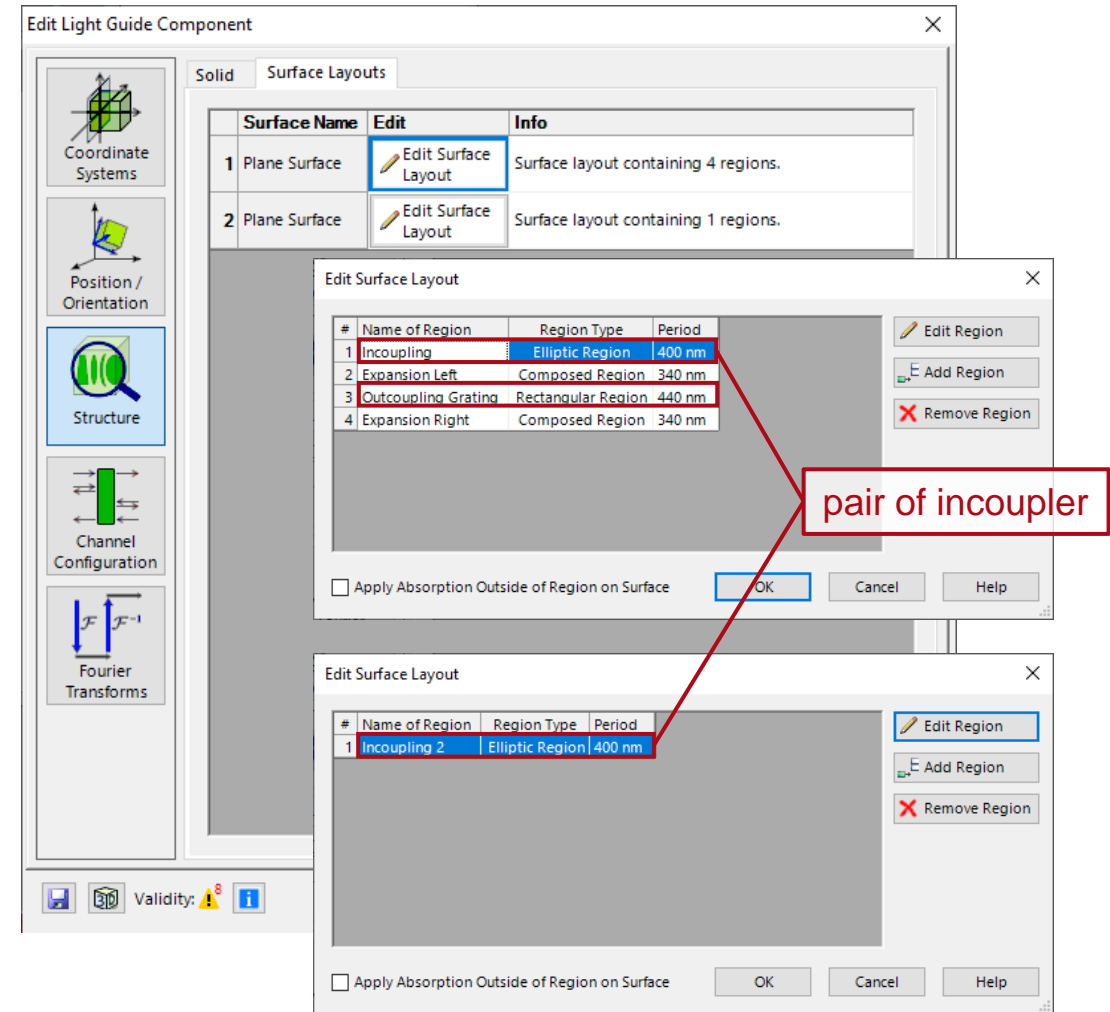 Edit Light Guide Component
Coordinate
Systems
Position /
Orientation
Structure
Channel
Configuration
ℱ ℱ⁻¹
Fourier
Transforms
Solid Surface Layouts
Surface Name Edit Info
1 Plane Surface Edit Surface
Layout Surface layout containing 4 regions.
2 Plane Surface Edit Surface
Layout Surface layout containing 1 regions.
Edit Surface Layout
# Name of Region Region Type Period
1 Incoupling Elliptic Region 400 nm
2 Expansion Left Composed Region 340 nm
3 Outcoupling Grating Rectangular Region 440 nm
4 Expansion Right Composed Region 340 nm
Edit Region
E Add Region
Remove Region
pair of incoupler
Apply Absorption Outside of Region on Surface OK Cancel Help
Edit Surface Layout
# Name of Region Region Type Period
1 Incoupling 2 Elliptic Region 400 nm
Edit Region
E Add Region
Remove Region
Apply Absorption Outside of Region on Surface OK Cancel Help
3D Validity: 8 i